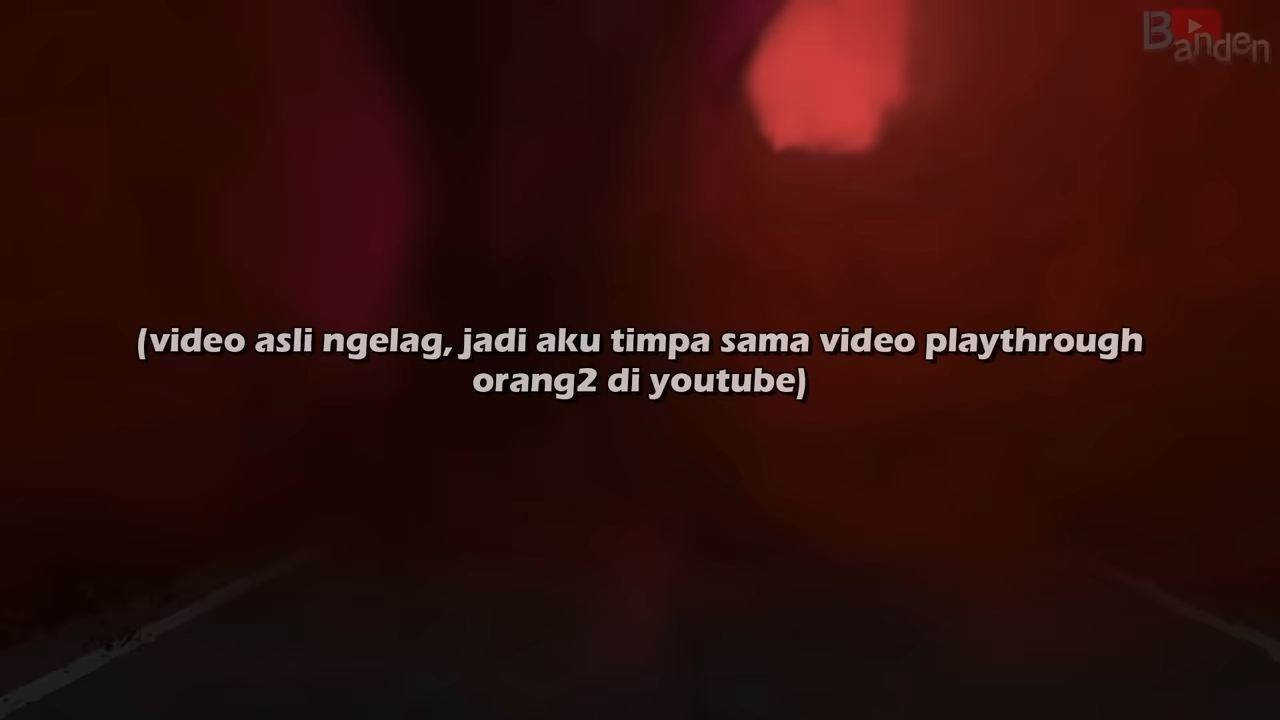 Banden
(video asli ngelag, jadi aku timpa sama video playthrough
orang2 di youtube)